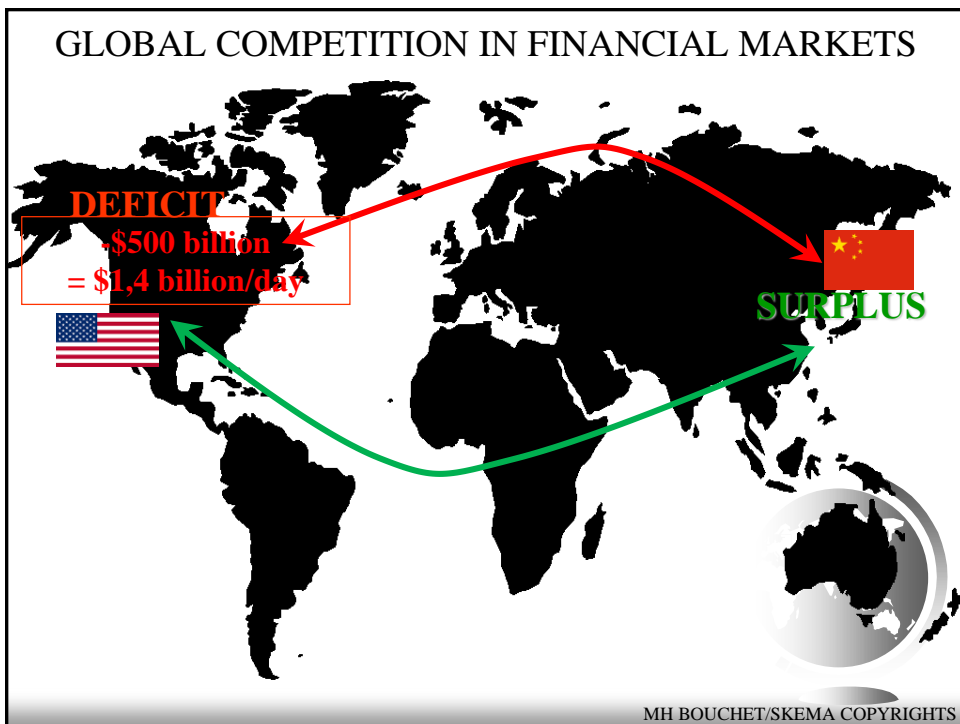 GLOBAL COMPETITION IN FINANCIAL MARKETS
DEFICIT
-$500 billion
= $1,4 billion/day
SURPLUS
MH BOUCHET/SKEMA COPYRIGHTS